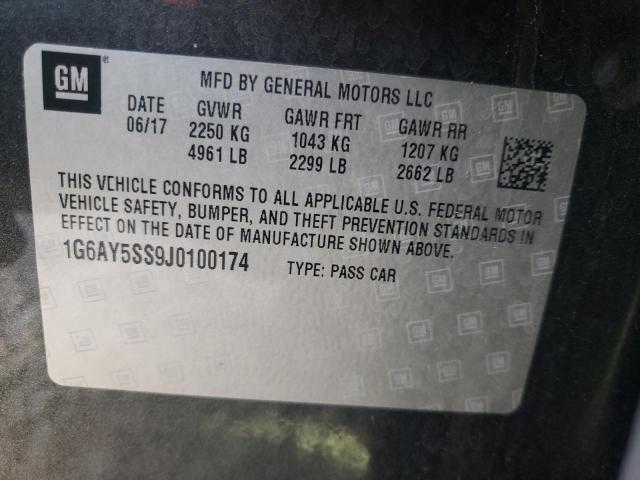 GM
®
MFD BY GENERAL MOTORS LLC
DATE GVWR GAWR FRT GAWR RR
06/17 2250 KG 1043 KG 1207 KG
4961 LB 2299 LB 2662 LB
THIS VEHICLE CONFORMS TO ALL APPLICABLE U.S. FEDERAL MOTOR
VEHICLE SAFETY, BUMPER, AND THEFT PREVENTION STANDARDS IN
EFFECT ON THE DATE OF MANUFACTURE SHOWN ABOVE.
1G6AY5SS9J0100174 TYPE: PASS CAR